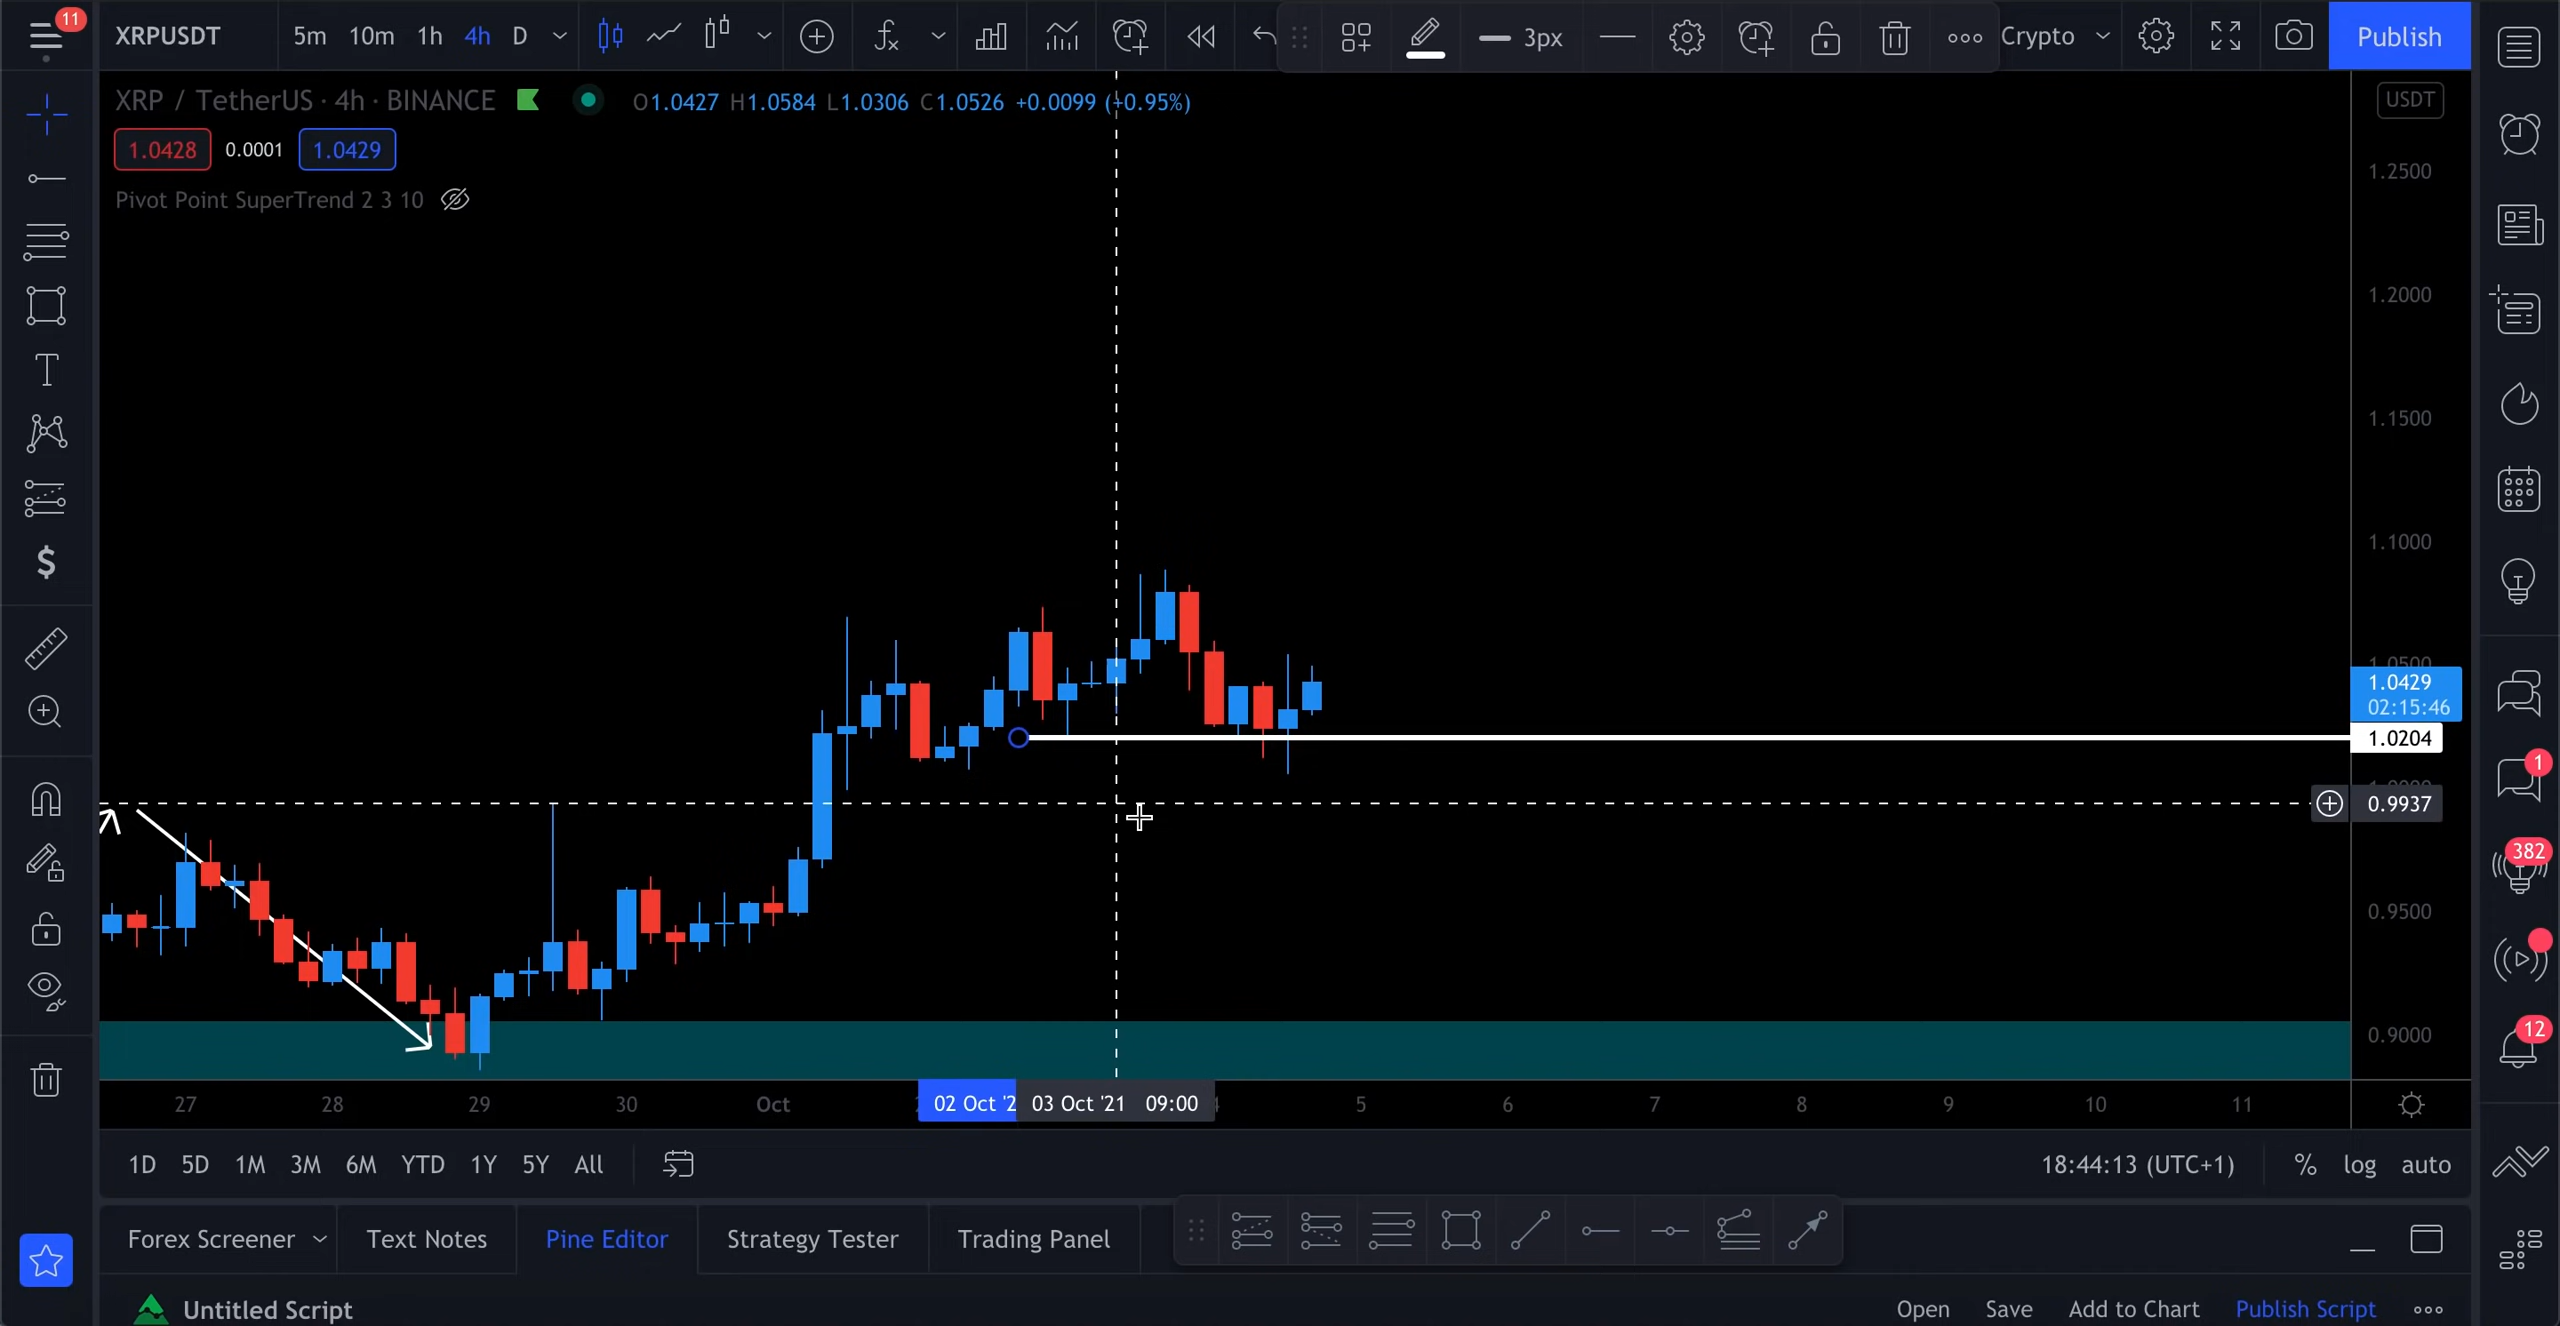 11
XRPUSDT 5m 10m 1h 4h D 3px Crypto Publish
XRP / TetherUS · 4h · BINANCE O1.0427 H1.0584 L1.0306 C1.0526 +0.0099 (+0.95%)
USDT
1.0428 0.0001 1.0429
Pivot Point SuperTrend 2 3 10
1.2500
1.2000
1.1500
1.1000
1.0500
1.0429
02:15:46
1.0204
1
0.9937
382
0.9500
12
0.9000
27 28 29 30 Oct 02 Oct '2 03 Oct '21 09:00 5 6 7 8 9 10 11
1D 5D 1M 3M 6M YTD 1Y 5Y All 18:44:13 (UTC+1) % log auto
Forex Screener Text Notes Pine Editor Strategy Tester Trading Panel
Untitled Script Open Save Add to Chart Publish Script